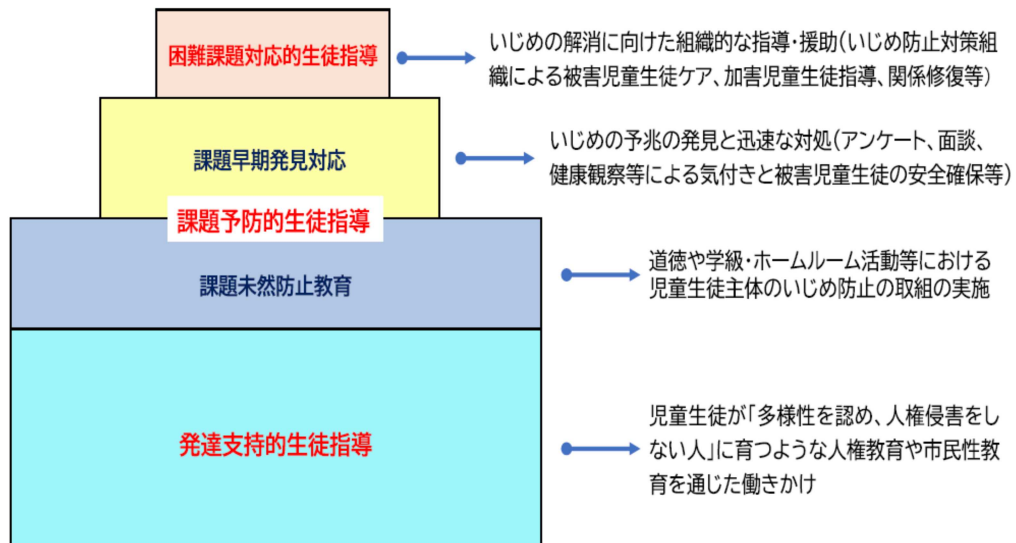 困難課題対応的生徒指導
いじめの解消に向けた組織的な指導・援助(いじめ防止対策組
織による被害児童生徒ケア、加害児童生徒指導、関係修復等)
課題早期発見対応
いじめの予兆の発見と迅速な対処(アンケート、面談、
健康観察等による気付きと被害児童生徒の安全確保等)
課題予防的生徒指導
課題未然防止教育
道徳や学級・ホームルーム活動等における
児童生徒主体のいじめ防止の取組の実施
発達支持的生徒指導
児童生徒が「多様性を認め、人権侵害をし
ない人」に育つような人権教育や市民性教
育を通じた働きかけ